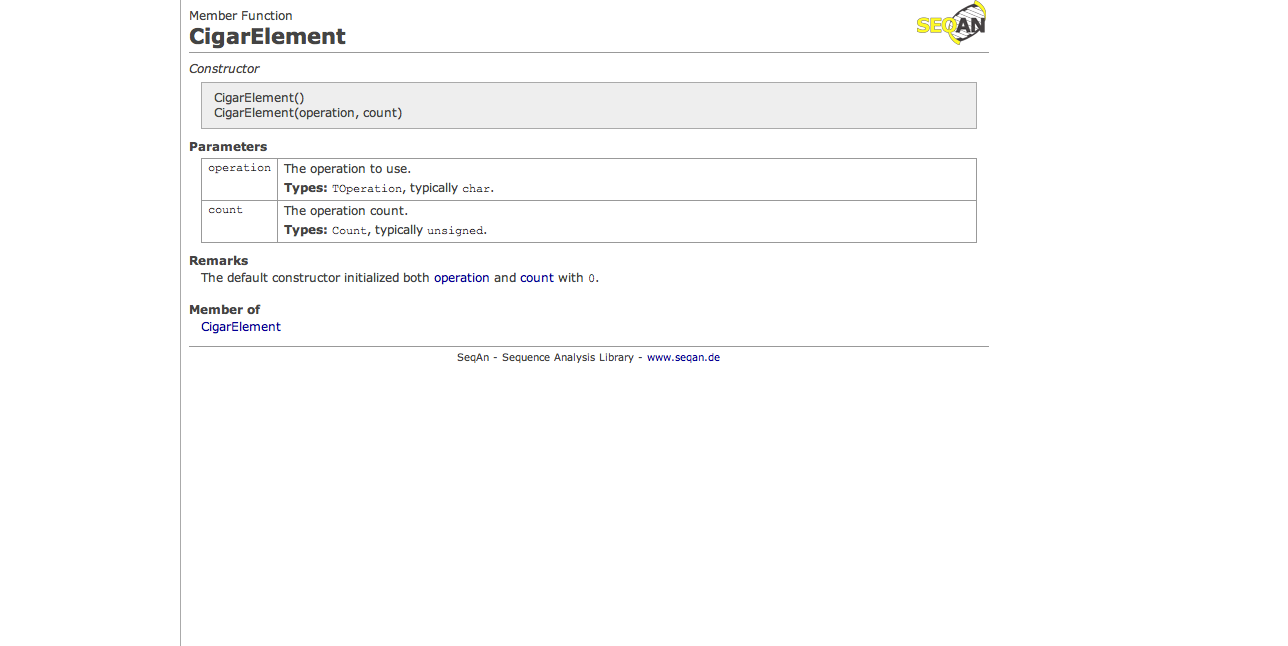 Member Function
CigarElement
SEQAN
Constructor
CigarElement()
CigarElement(operation, count)
Parameters
operation
The operation to use.
Types: TOperation, typically char.
count
The operation count.
Types: Count, typically unsigned.
Remarks
The default constructor initialized both operation and count with 0.
Member of
CigarElement
SeqAn - Sequence Analysis Library - www.seqan.de